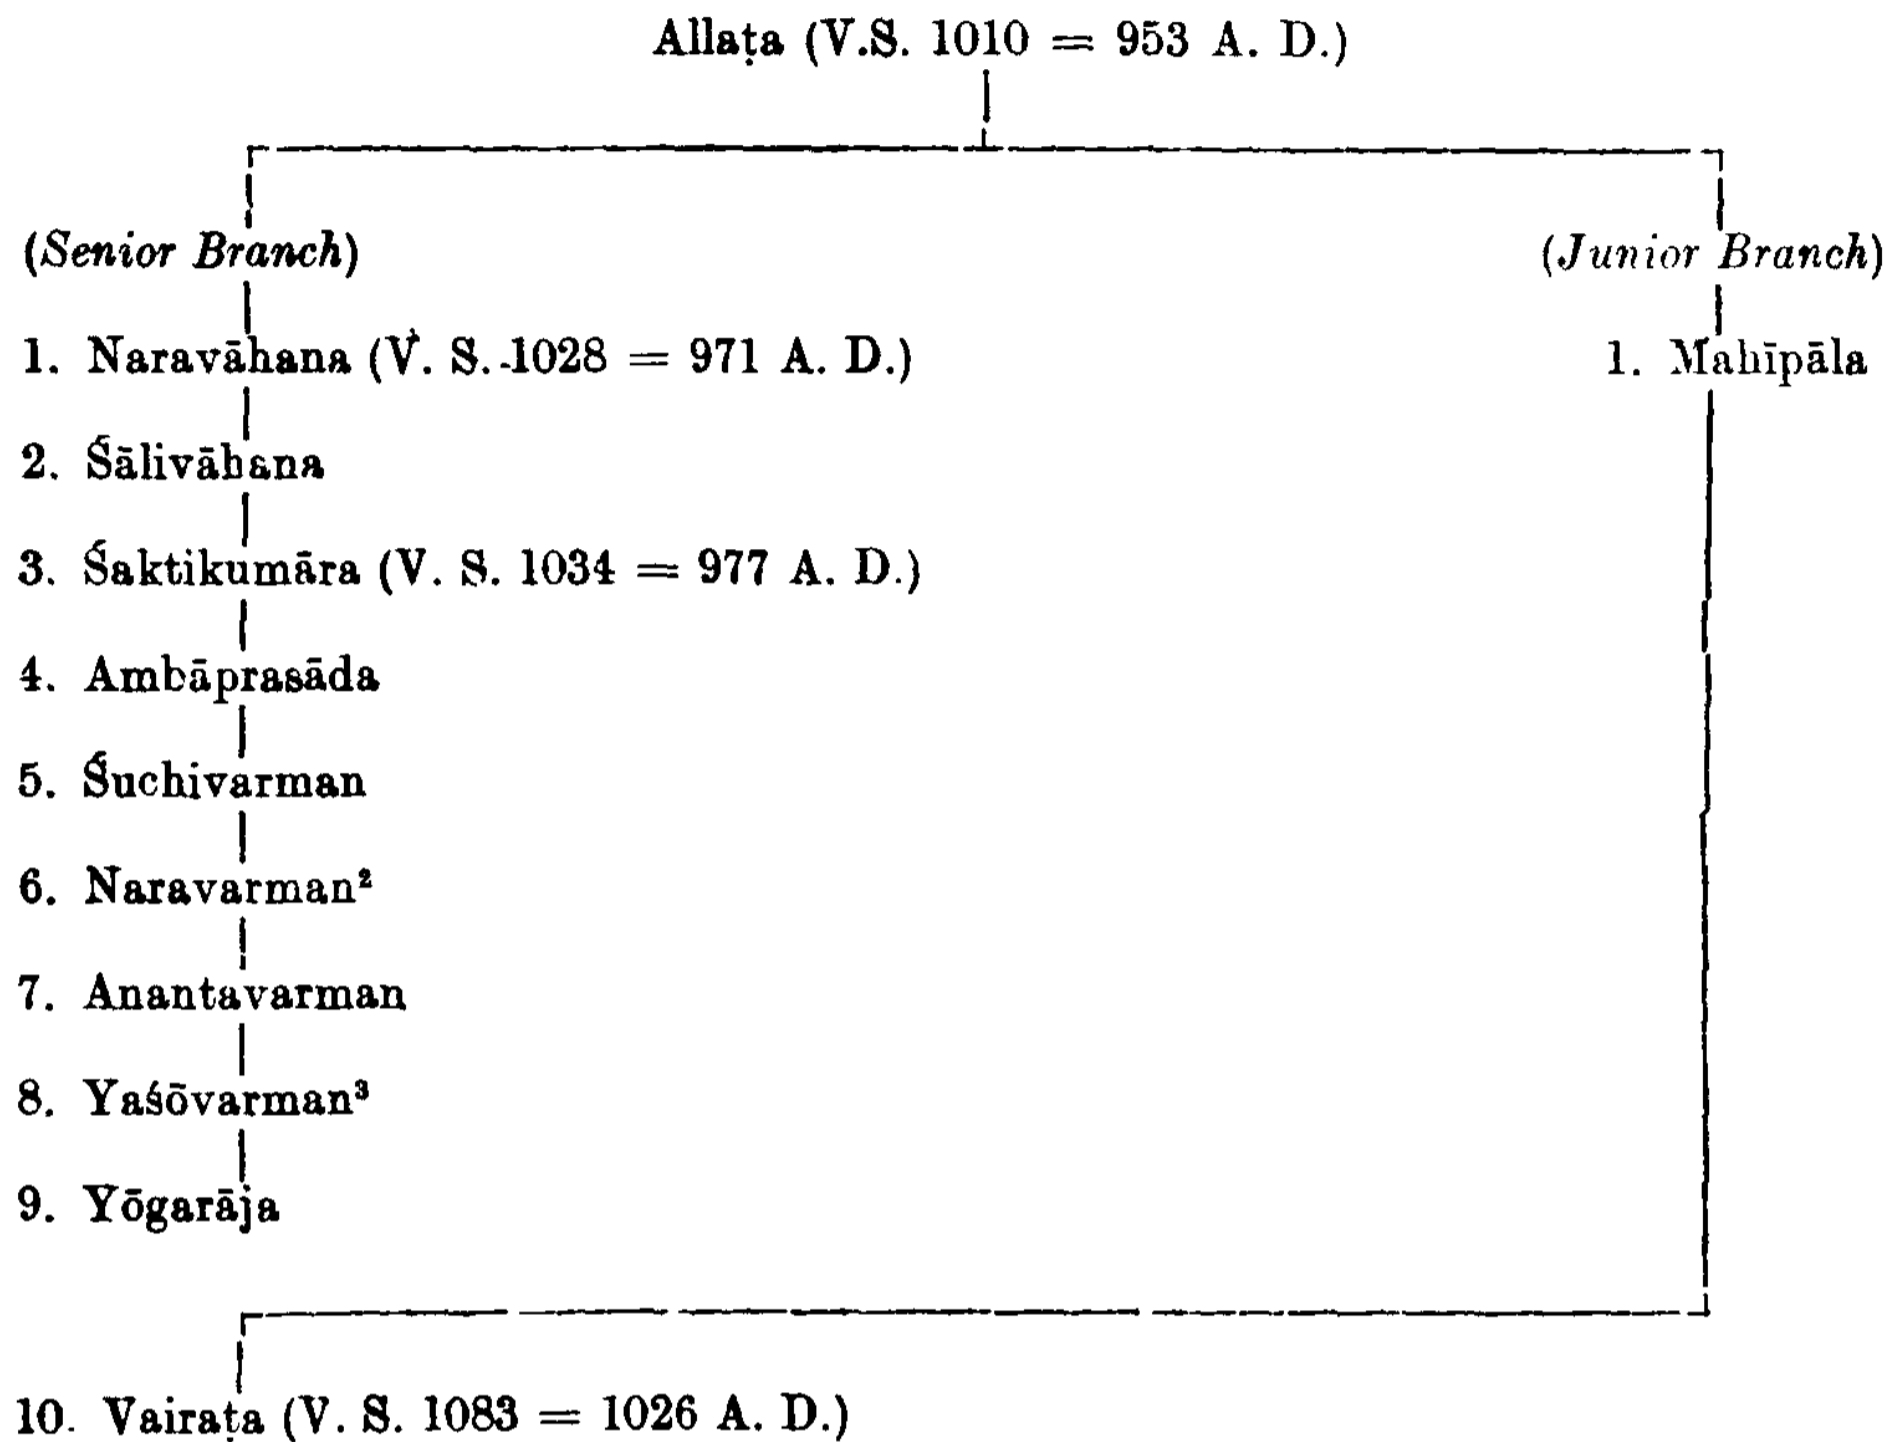 Allaṭa (V.S. 1010 = 953 A. D.)
(Senior Branch) (Junior Branch)
1. Naravāhana (V. S. 1028 = 971 A. D.) 1. Mahīpāla
2. Śālivāhana
3. Śaktikumāra (V. S. 1034 = 977 A. D.)
4. Ambāprasāda
5. Śuchivarman
6. Naravarman²
7. Anantavarman
8. Yaśōvarman³
9. Yōgarāja
10. Vairaṭa (V. S. 1083 = 1026 A. D.)